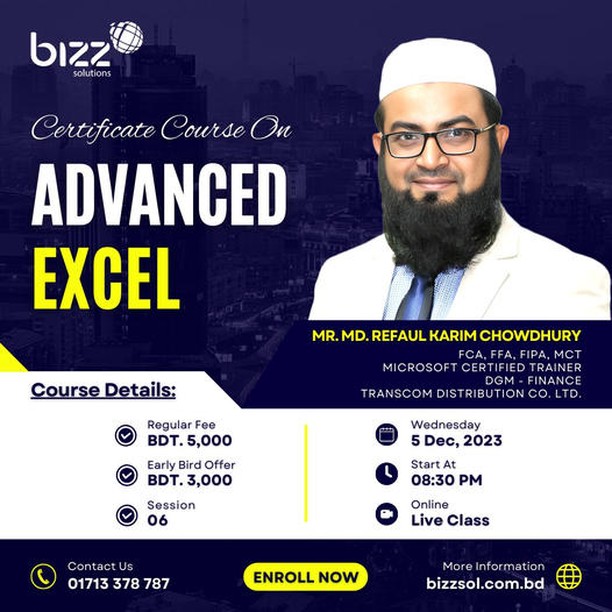 bizz
solutions
Certificate Course On
ADVANCED
EXCEL
MR. MD. REFAUL KARIM CHOWDHURY
FCA, FFA, FIPA, MCT
MICROSOFT CERTIFIED TRAINER
DGM - FINANCE
TRANSCOM DISTRIBUTION CO. LTD.
Course Details:
Regular Fee
BDT. 5,000
Early Bird Offer
BDT. 3,000
Session
06
Wednesday
5 Dec, 2023
Start At
08:30 PM
Online
Live Class
Contact Us
01713 378 787
ENROLL NOW
More Information
bizzsol.com.bd